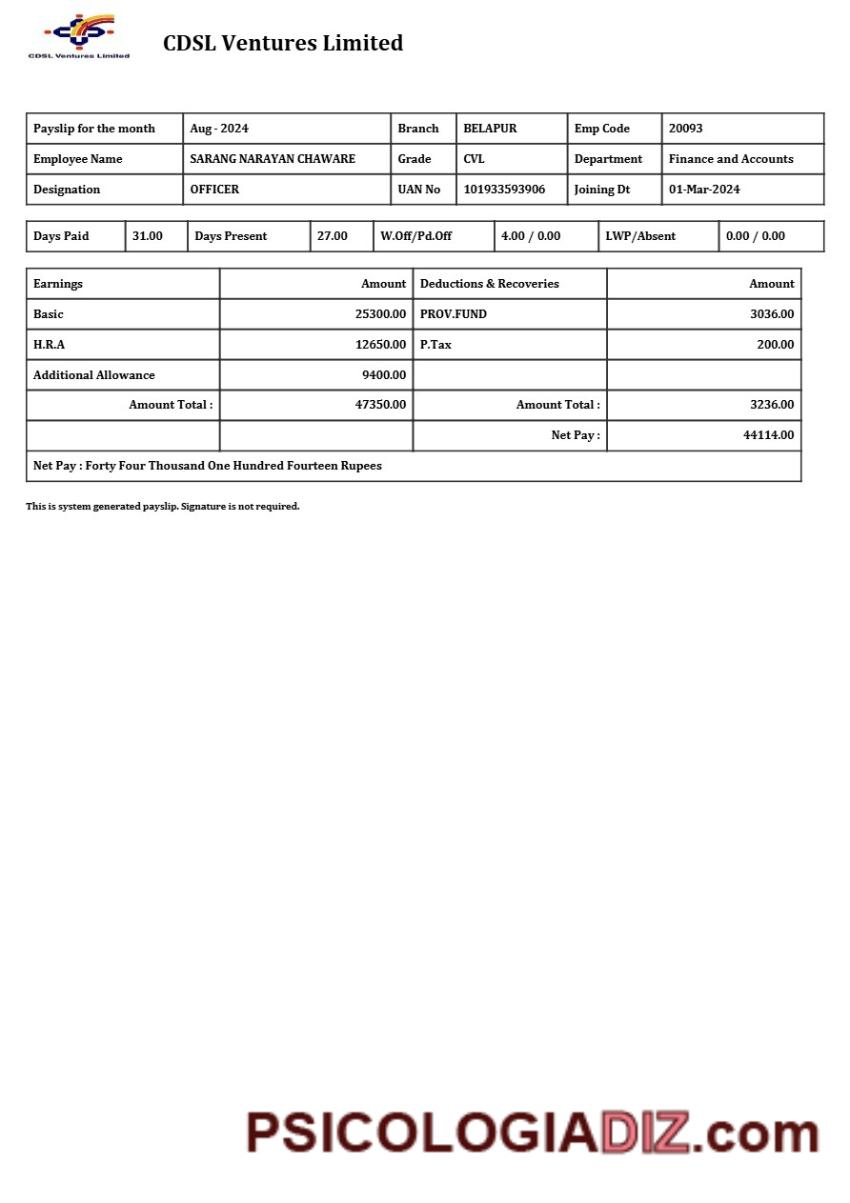 CDSL Ventures Limited
CDSL Ventures Limited
Payslip for the month Aug - 2024 Branch BELAPUR Emp Code 20093
Employee Name SARANG NARAYAN CHAWARE Grade CVL Department Finance and Accounts
Designation OFFICER UAN No 101933593906 Joining Dt 01-Mar-2024
Days Paid 31.00 Days Present 27.00 W.Off/Pd.Off 4.00 / 0.00 LWP/Absent 0.00 / 0.00
Earnings Amount Deductions & Recoveries Amount
Basic 25300.00 PROV.FUND 3036.00
H.R.A 12650.00 P.Tax 200.00
Additional Allowance 9400.00
Amount Total : 47350.00 Amount Total : 3236.00
Net Pay : 44114.00
Net Pay : Forty Four Thousand One Hundred Fourteen Rupees
This is system generated payslip. Signature is not required.
PSICOLOGIADIZ.com